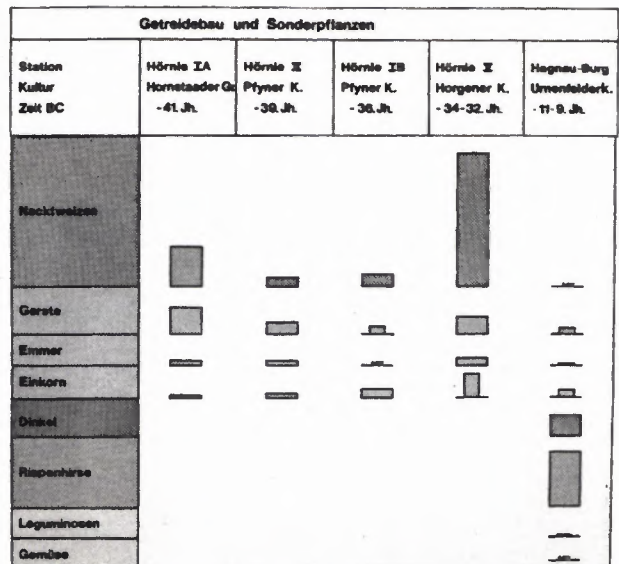 Getreidebau und Sonderpflanzen
Station Hörnle IA Hörnle II Hörnle IB Hörnle I Hagnau-Burg
Kultur Hornstaader Gr. Pfyner K. Pfyner K. Horgener K. Urnenfelderk.
Zeit BC -41. Jh. -39. Jh. -36. Jh. -34-32. Jh. -11-9. Jh.
Nacktweizen
Gerste
Emmer
Einkorn
Dinkel
Rispenhirse
Leguminosen
Gemüse